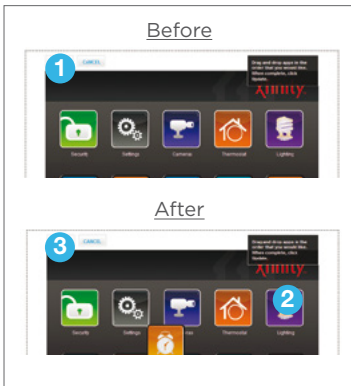 Before
1
CANCEL
Drag and drop apps in the
order that you would like.
When complete, click
Update.
xfinity.
Security
Settings
Cameras
Thermostat
Lighting
After
3
CANCEL
Drag and drop apps in the
order that you would like.
When complete, click
Update.
xfinity.
2
Security
Settings
ras
Thermostat
Lighting